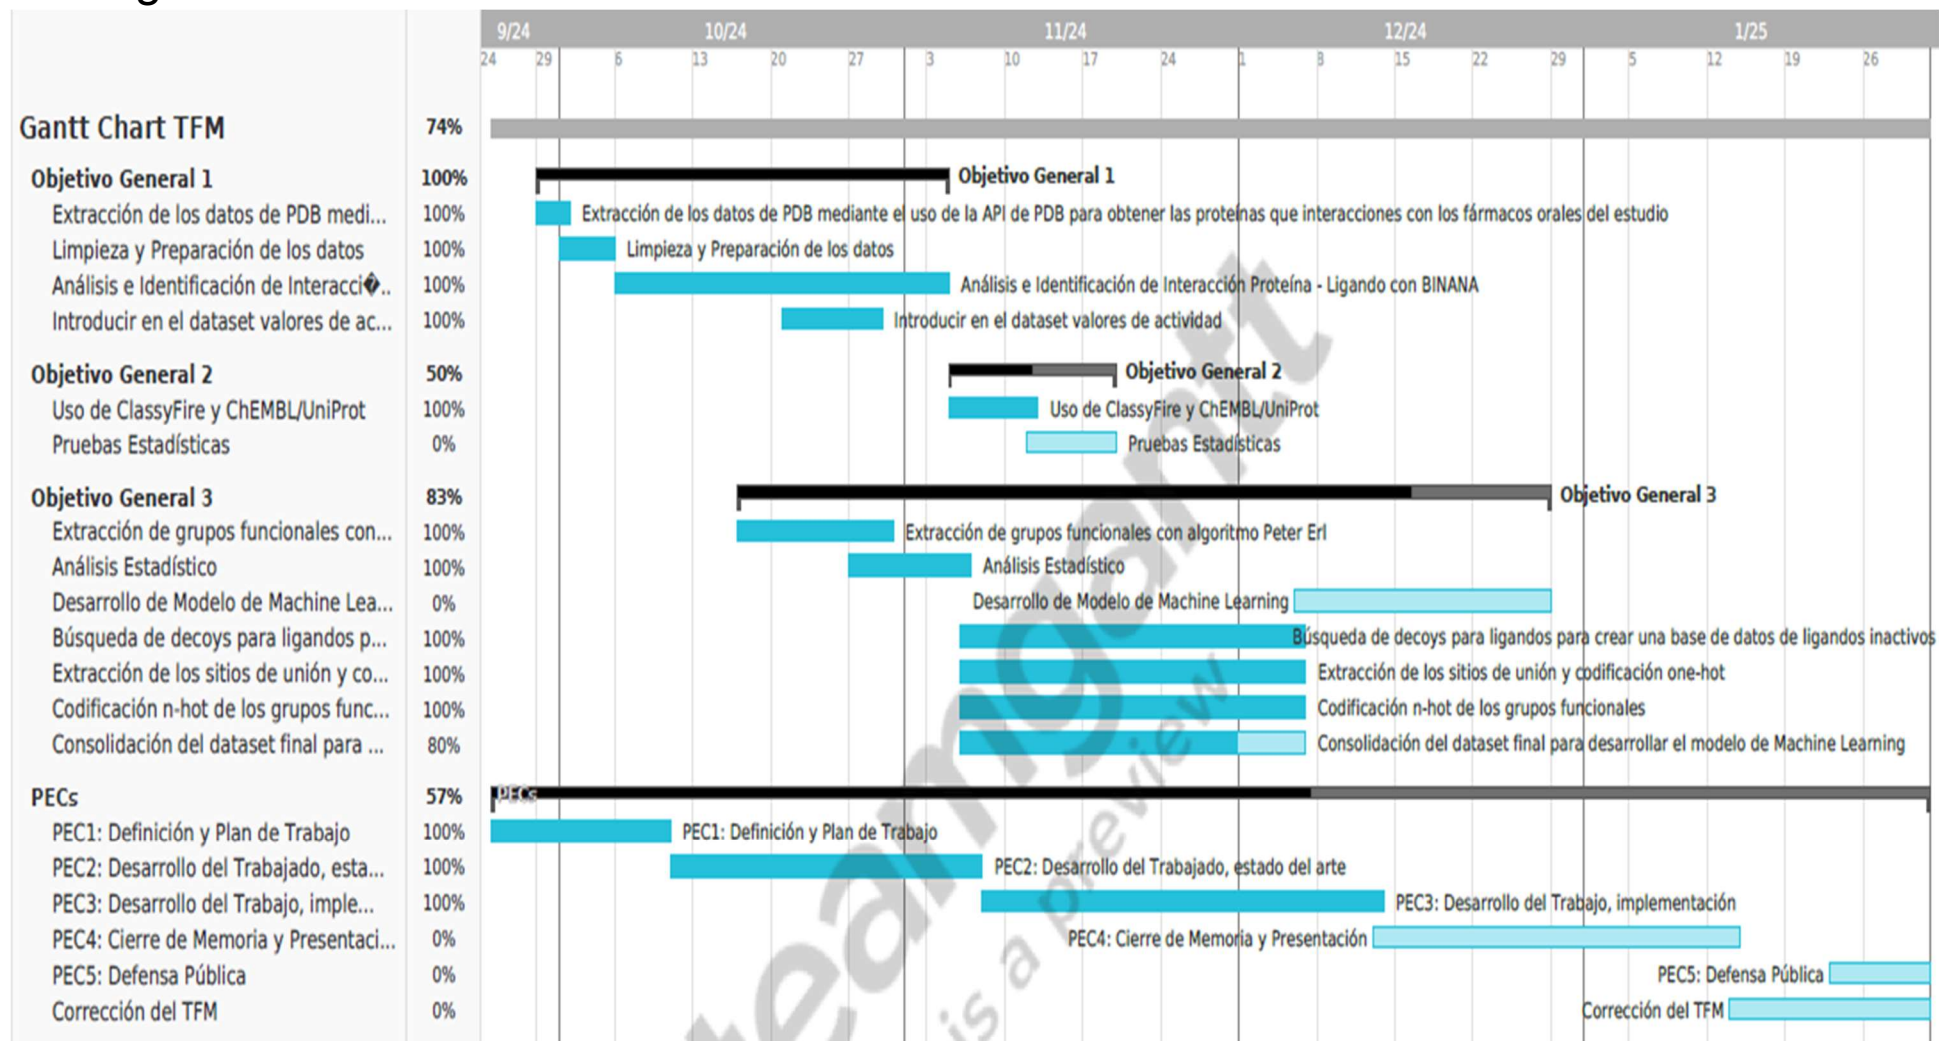 9/24 10/24 11/24 12/24 1/25
24 29 6 13 20 27 3 10 17 24 1 8 15 22 29 5 12 19 26
Gantt Chart TFM 74%
Objetivo General 1 100% Objetivo General 1
Extracción de los datos de PDB medi... 100% Extracción de los datos de PDB mediante el uso de la API de PDB para obtener las proteínas que interacciones con los fármacos orales del estudio
Limpieza y Preparación de los datos 100% Limpieza y Preparación de los datos
Análisis e Identificación de Interacci�.. 100% Análisis e Identificación de Interacción Proteína - Ligando con BINANA
Introducir en el dataset valores de ac... 100% Introducir en el dataset valores de actividad
Objetivo General 2 50% Objetivo General 2
Uso de ClassyFire y ChEMBL/UniProt 100% Uso de ClassyFire y ChEMBL/UniProt
Pruebas Estadísticas 0% Pruebas Estadísticas
Objetivo General 3 83% Objetivo General 3
Extracción de grupos funcionales con... 100% Extracción de grupos funcionales con algoritmo Peter Erl
Análisis Estadístico 100% Análisis Estadístico
Desarrollo de Modelo de Machine Lea... 0% Desarrollo de Modelo de Machine Learning
Búsqueda de decoys para ligandos p... 100% Búsqueda de decoys para ligandos para crear una base de datos de ligandos inactivos
Extracción de los sitios de unión y co... 100% Extracción de los sitios de unión y codificación one-hot
Codificación n-hot de los grupos func... 100% Codificación n-hot de los grupos funcionales
Consolidación del dataset final para ... 80% Consolidación del dataset final para desarrollar el modelo de Machine Learning
PECs 57% PECs
PEC1: Definición y Plan de Trabajo 100% PEC1: Definición y Plan de Trabajo
PEC2: Desarrollo del Trabajado, esta... 100% PEC2: Desarrollo del Trabajado, estado del arte
PEC3: Desarrollo del Trabajo, imple... 100% PEC3: Desarrollo del Trabajo, implementación
PEC4: Cierre de Memoria y Presentaci... 0% PEC4: Cierre de Memoria y Presentación
PEC5: Defensa Pública 0% PEC5: Defensa Pública
Corrección del TFM 0% Corrección del TFM
teamgantt
is a preview